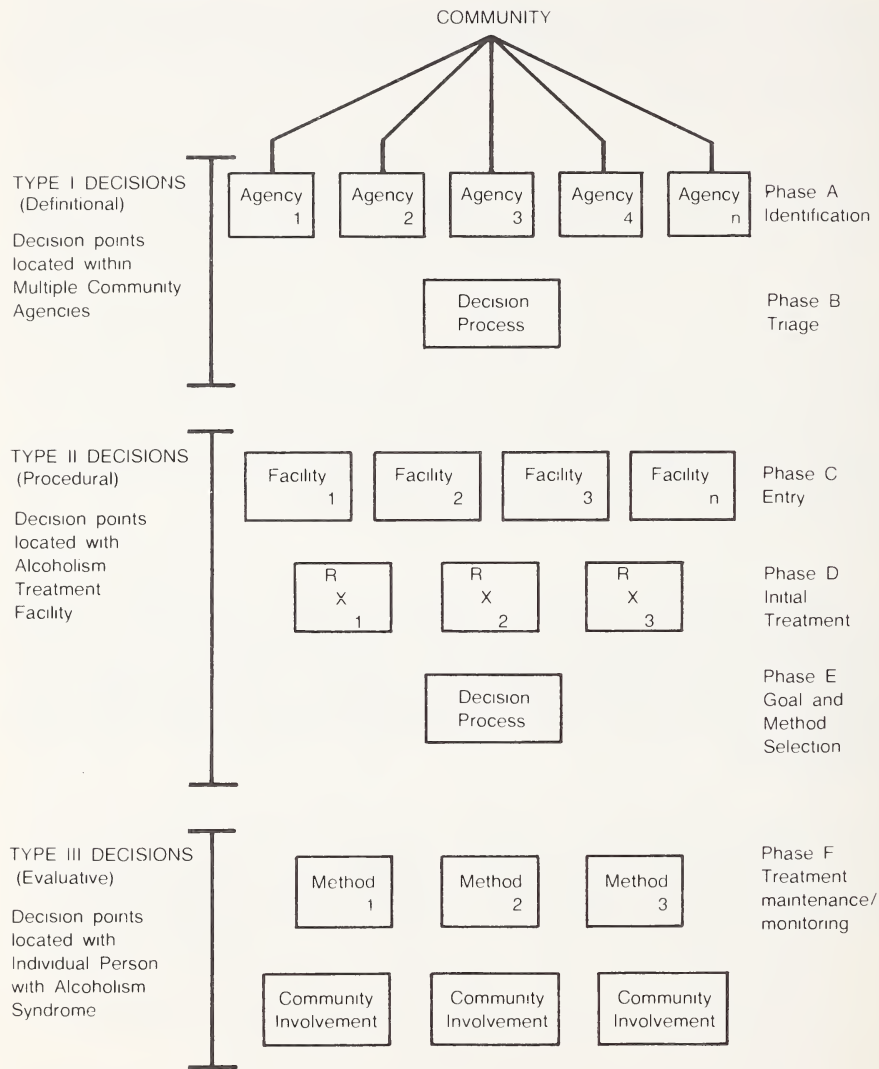 COMMUNITY
TYPE I DECISIONS
(Definitional)
Decision points
located within
Multiple Community
Agencies
Agency
1
Agency
2
Agency
3
Agency
4
Agency
n
Phase A
Identification
Decision
Process
Phase B
Triage
TYPE II DECISIONS
(Procedural)
Decision points
located with
Alcoholism
Treatment
Facility
Facility
1
Facility
2
Facility
3
Facility
n
Phase C
Entry
R
X
1
R
X
2
R
X
3
Phase D
Initial
Treatment
Decision
Process
Phase E
Goal and
Method
Selection
TYPE III DECISIONS
(Evaluative)
Decision points
located with
Individual Person
with Alcoholism
Syndrome
Method
1
Method
2
Method
3
Phase F
Treatment
maintenance/
monitoring
Community
Involvement
Community
Involvement
Community
Involvement